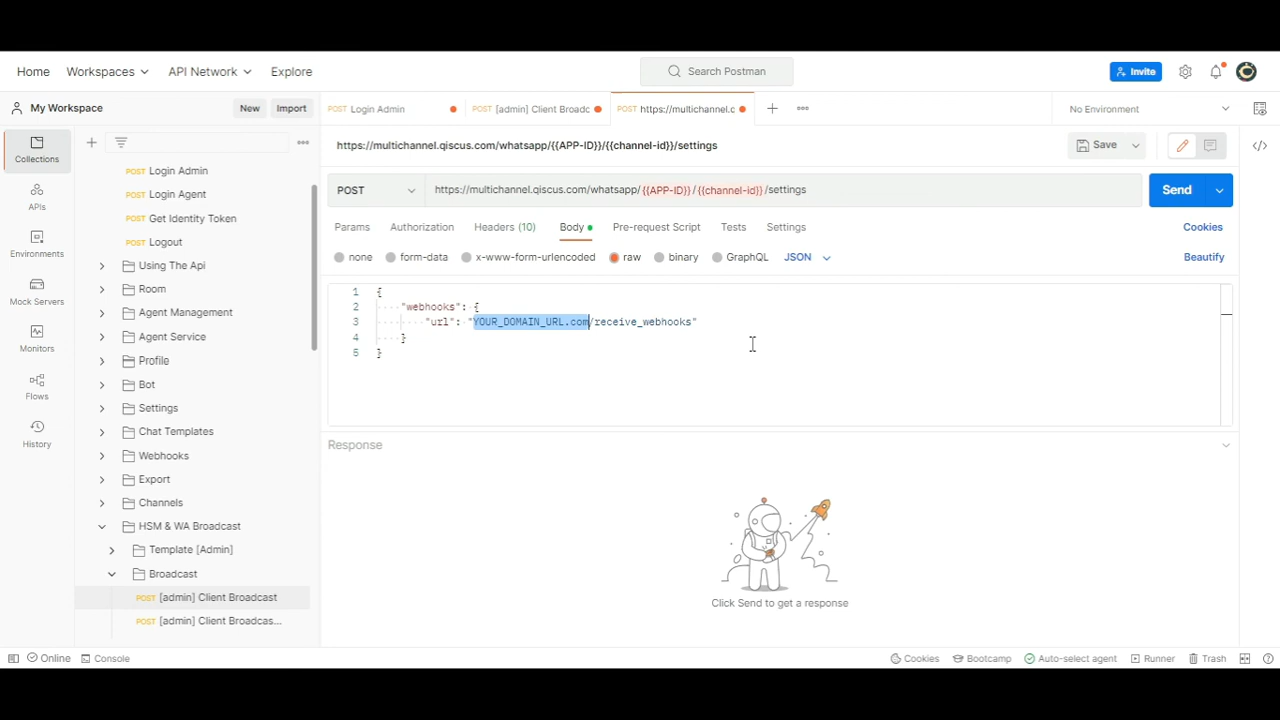 Home Workspaces API Network Explore Search Postman Invite
My Workspace New Import POST Login Admin POST [admin] Client Broadc POST https://multichannel.c No Environment
Collections
APIs
Environments
Mock Servers
Monitors
Flows
History
POST Login Admin
POST Login Agent
POST Get Identity Token
POST Logout
Using The Api
Room
Agent Management
Agent Service
Profile
Bot
Settings
Chat Templates
Webhooks
Export
Channels
HSM & WA Broadcast
Template [Admin]
Broadcast
POST [admin] Client Broadcast
POST [admin] Client Broadcas...
https://multichannel.qiscus.com/whatsapp/{{APP-ID}}/{{channel-id}}/settings Save
POST https://multichannel.qiscus.com/whatsapp/{{APP-ID}}/{{channel-id}}/settings Send
Params Authorization Headers (10) Body Pre-request Script Tests Settings Cookies
none form-data x-www-form-urlencoded raw binary GraphQL JSON Beautify
1 {
2 "webhooks": {
3 "url": "YOUR_DOMAIN_URL.com/receive_webhooks"
4 }
5 }
Response
Click Send to get a response
Online Console Cookies Bootcamp Auto-select agent Runner Trash